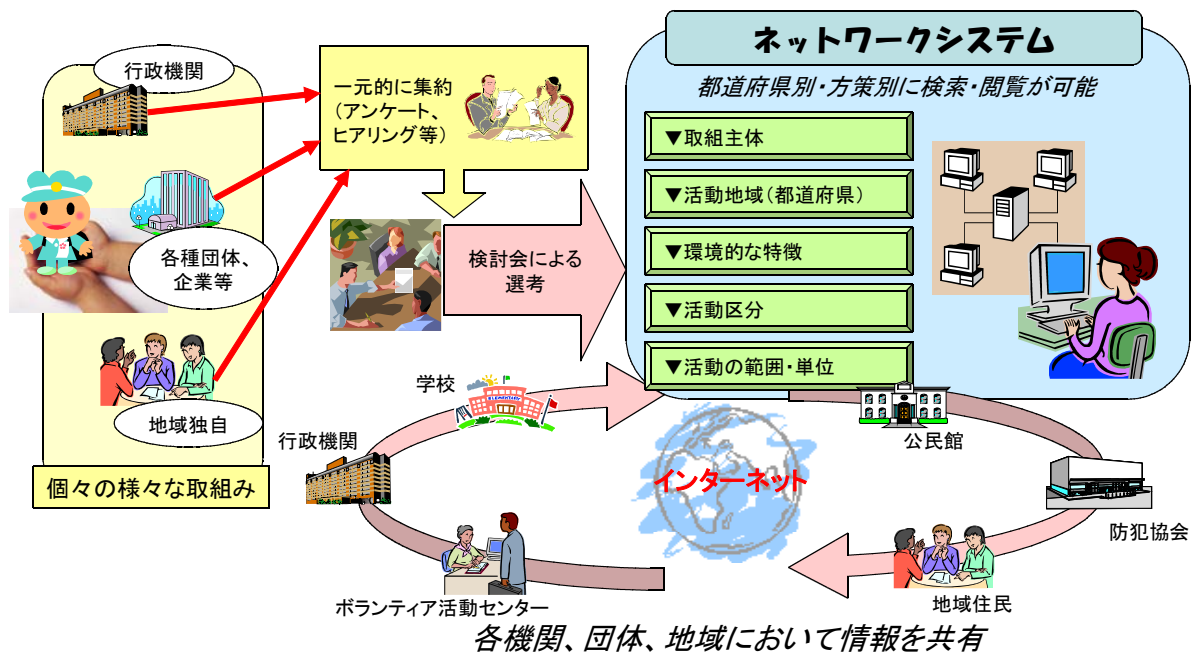 行政機関
各種団体、
企業等
地域独自
個々の様々な取組み
一元的に集約
(アンケート、
ヒアリング等)
検討会による
選考
ネットワークシステム
都道府県別・方策別に検索・閲覧が可能
▼取組主体
▼活動地域(都道府県)
▼環境的な特徴
▼活動区分
▼活動の範囲・単位
学校
ELEMENTARY
行政機関
公民館
インターネット
防犯協会
地域住民
ボランティア活動センター
各機関、団体、地域において情報を共有